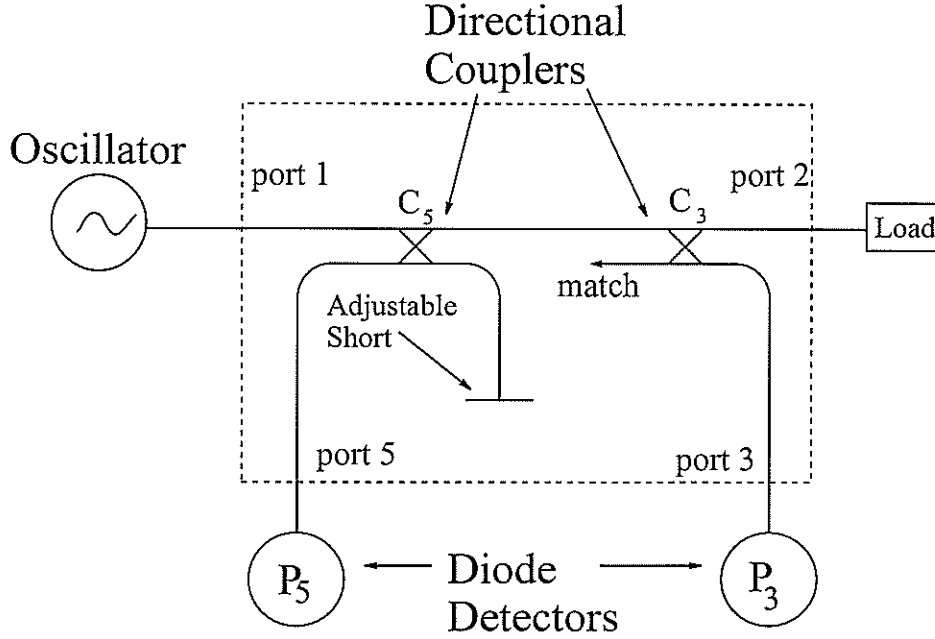 Directional
Couplers
Oscillator
port 1
port 2
C5
C3
Load
match
Adjustable
Short
port 5
port 3
P5
Diode
Detectors
P3